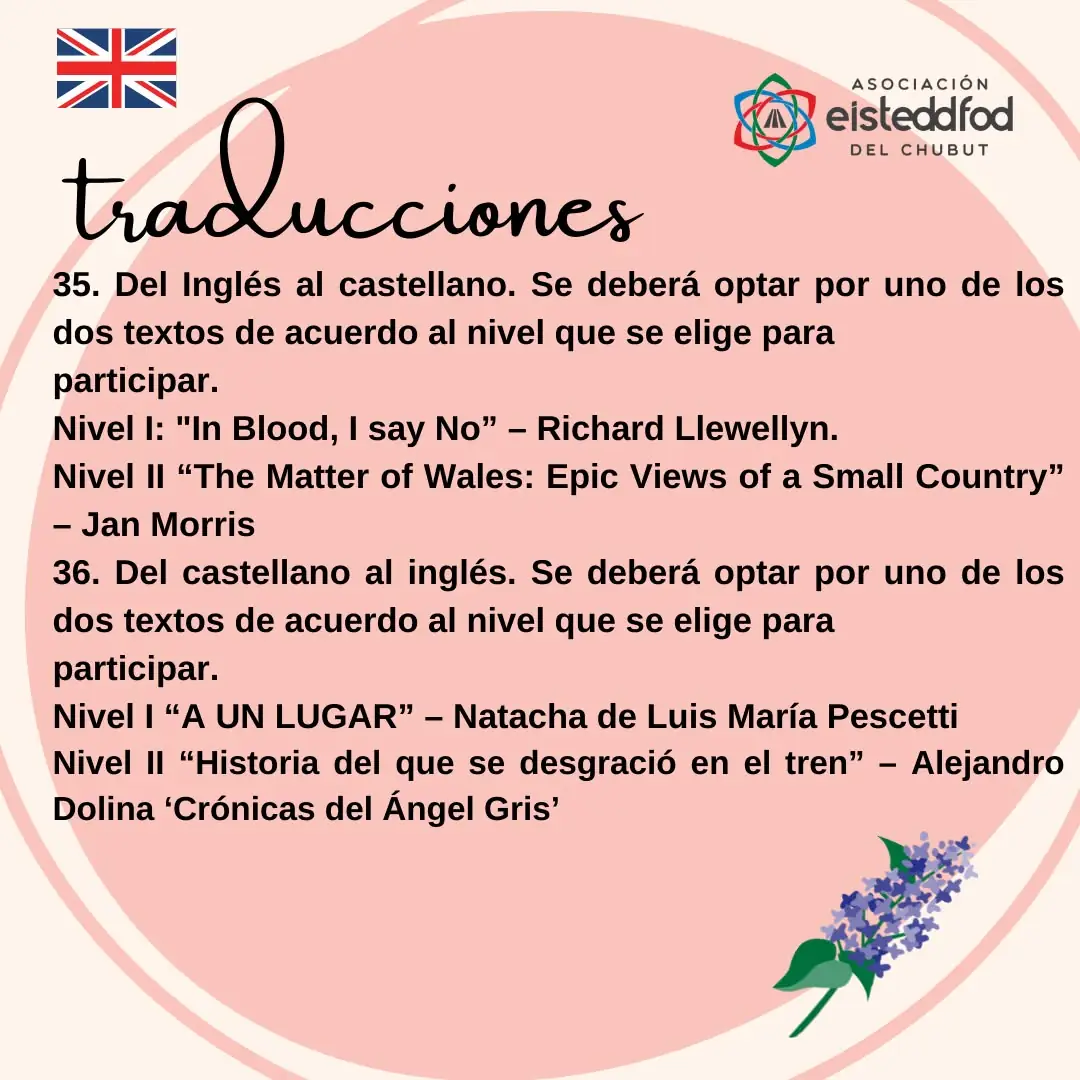 ASOCIACIÓN
eisteddfod
DEL CHUBUT
traducciones
35. Del Inglés al castellano. Se deberá optar por uno de los
dos textos de acuerdo al nivel que se elige para
participar.
Nivel I: "In Blood, I say No” – Richard Llewellyn.
Nivel II “The Matter of Wales: Epic Views of a Small Country”
– Jan Morris
36. Del castellano al inglés. Se deberá optar por uno de los
dos textos de acuerdo al nivel que se elige para
participar.
Nivel I “A UN LUGAR” – Natacha de Luis María Pescetti
Nivel II “Historia del que se desgració en el tren” – Alejandro
Dolina ‘Crónicas del Ángel Gris’